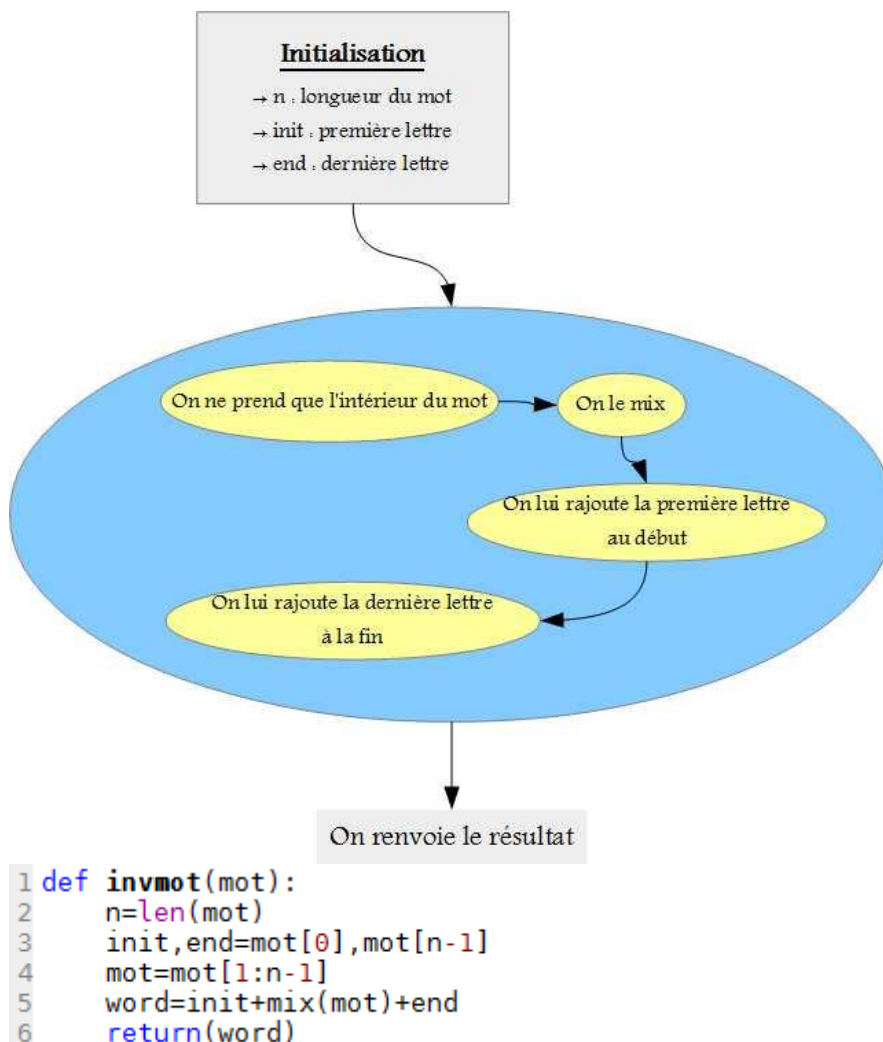 Initialisation
→ n : longueur du mot
→ init : première lettre
→ end : dernière lettre
On ne prend que l'intérieur du mot
On le mix
On lui rajoute la première lettre
au début
On lui rajoute la dernière lettre
à la fin
On renvoie le résultat
1 def invmot(mot):
2     n=len(mot)
3     init,end=mot[0],mot[n-1]
4     mot=mot[1:n-1]
5     word=init+mix(mot)+end
6     return(word)